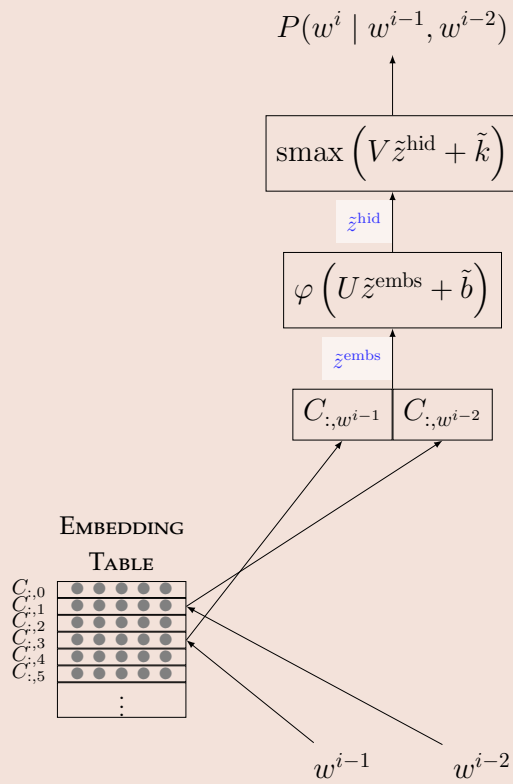 P(w^i | w^{i−1}, w^{i−2})
smax (V z̃^hid + k̃)
z̃^hid
φ (U z̃^embs + b̃)
z̃^embs
C_{:,w^{i−1}} C_{:,w^{i−2}}
EMBEDDING
TABLE
C_{:,0}
C_{:,1}
C_{:,2}
C_{:,3}
C_{:,4}
C_{:,5}
⋮
w^{i−1} w^{i−2}